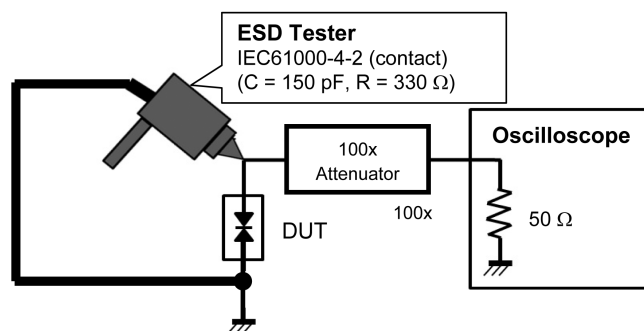 ESD Tester
IEC61000-4-2 (contact)
(C = 150 pF, R = 330 Ω)
Oscilloscope
100x
Attenuator
100x
50 Ω
DUT